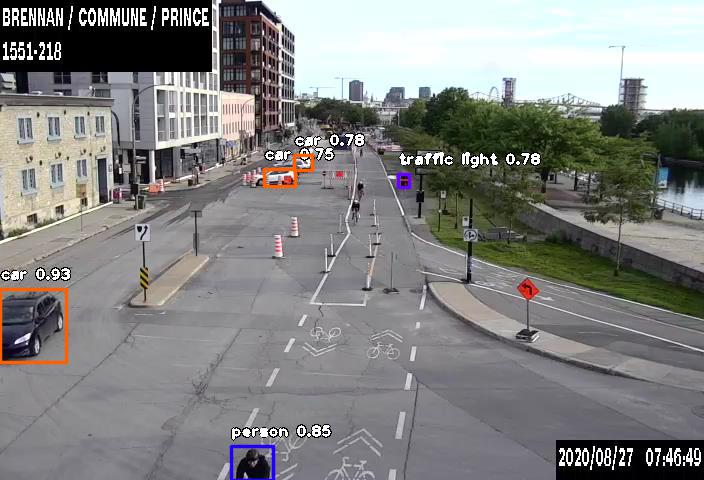 BRENNAN / COMMUNE / PRINCE
1551-218
car 0.78
car 0.75
traffic light 0.78
car 0.93
person 0.85
2020/08/27 07:46:49